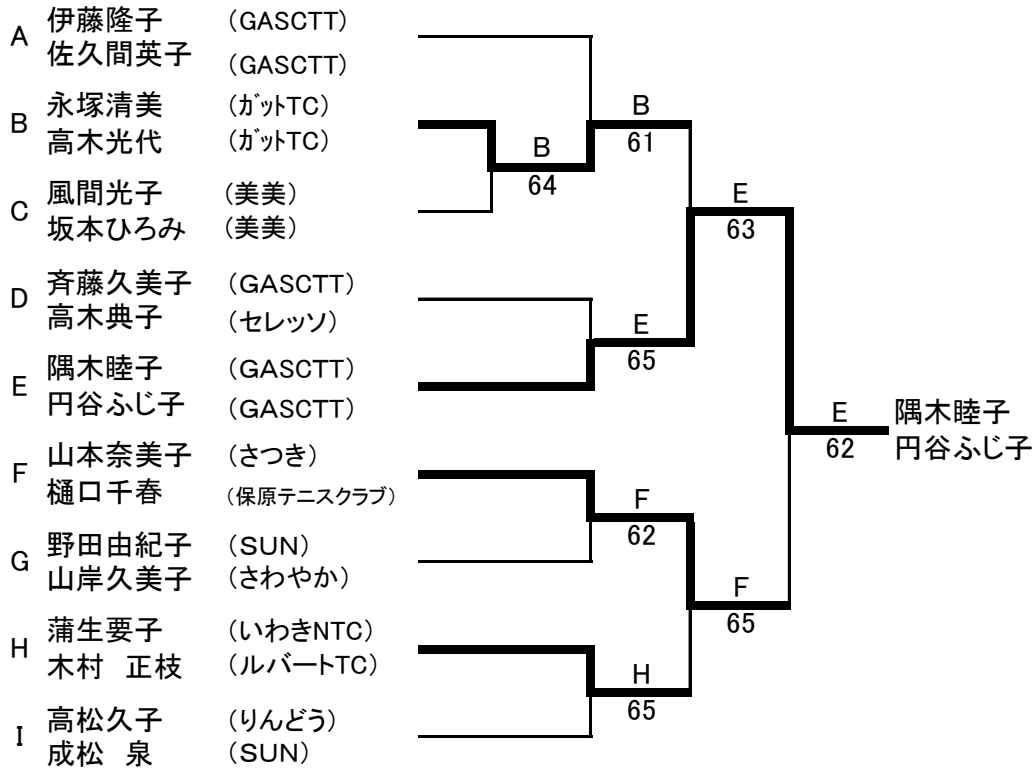 A 伊藤隆子 (GASCTT)
佐久間英子 (GASCTT)
B 永塚清美 (ｶﾞｯﾄTC)
高木光代 (ｶﾞｯﾄTC)
C 風間光子 (美美)
坂本ひろみ (美美)
D 斉藤久美子 (GASCTT)
高木典子 (セレッソ)
E 隅木睦子 (GASCTT)
円谷ふじ子 (GASCTT)
F 山本奈美子 (さつき)
樋口千春 (保原テニスクラブ)
G 野田由紀子 (SUN)
山岸久美子 (さわやか)
H 蒲生要子 (いわきNTC)
木村　正枝 (ルバートTC)
I 高松久子 (りんどう)
成松　泉 (SUN)
B
64
B
61
E
65
F
62
H
65
E
63
F
65
E
62
隅木睦子
円谷ふじ子